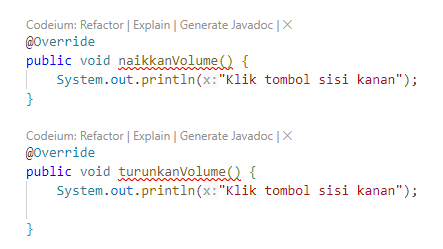 Codeium: Refactor | Explain | Generate Javadoc | ×
@Override
public void naikkanVolume() {
System.out.println(x:"Klik tombol sisi kanan");
}
Codeium: Refactor | Explain | Generate Javadoc | ×
@Override
public void turunkanVolume() {
System.out.println(x:"Klik tombol sisi kanan");
}